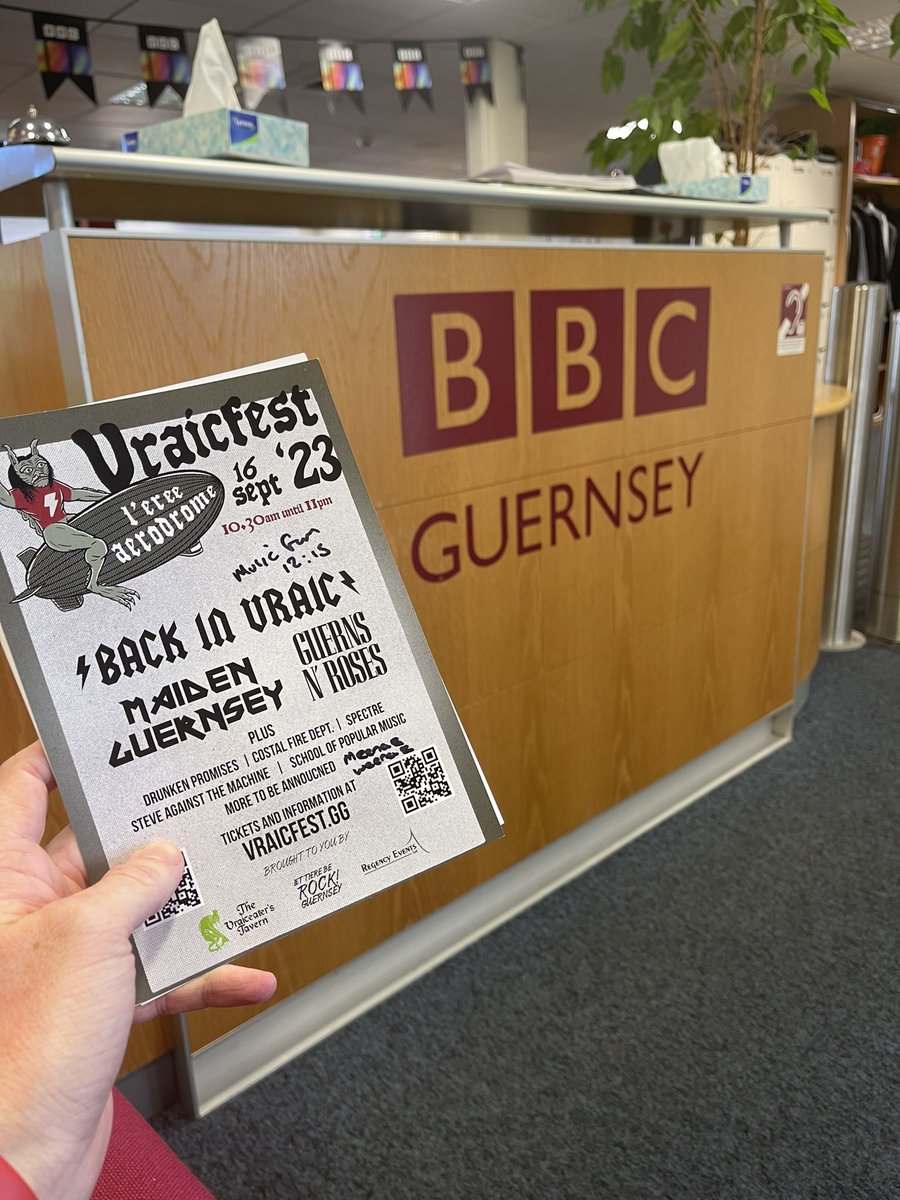 BBC
GUERNSEY
Vraicfest
'23
16
sept
10.30am until 11pm
l'eree
aerodrome
Music from
12:15
BACK IN VRAIC
MAIDEN
GUERNSEY
GUERNS
N' ROSES
PLUS
DRUNKEN PROMISES | COSTAL FIRE DEPT. | SPECTRE
STEVE AGAINST THE MACHINE | SCHOOL OF POPULAR MUSIC
MORE TO BE ANNOUCNED
TICKETS AND INFORMATION AT
VRAICFEST.GG
BROUGHT TO YOU BY
The
Vraiceater's
Tavern
LET THERE BE
ROCK!
GUERNSEY
REGENCY EVENTS